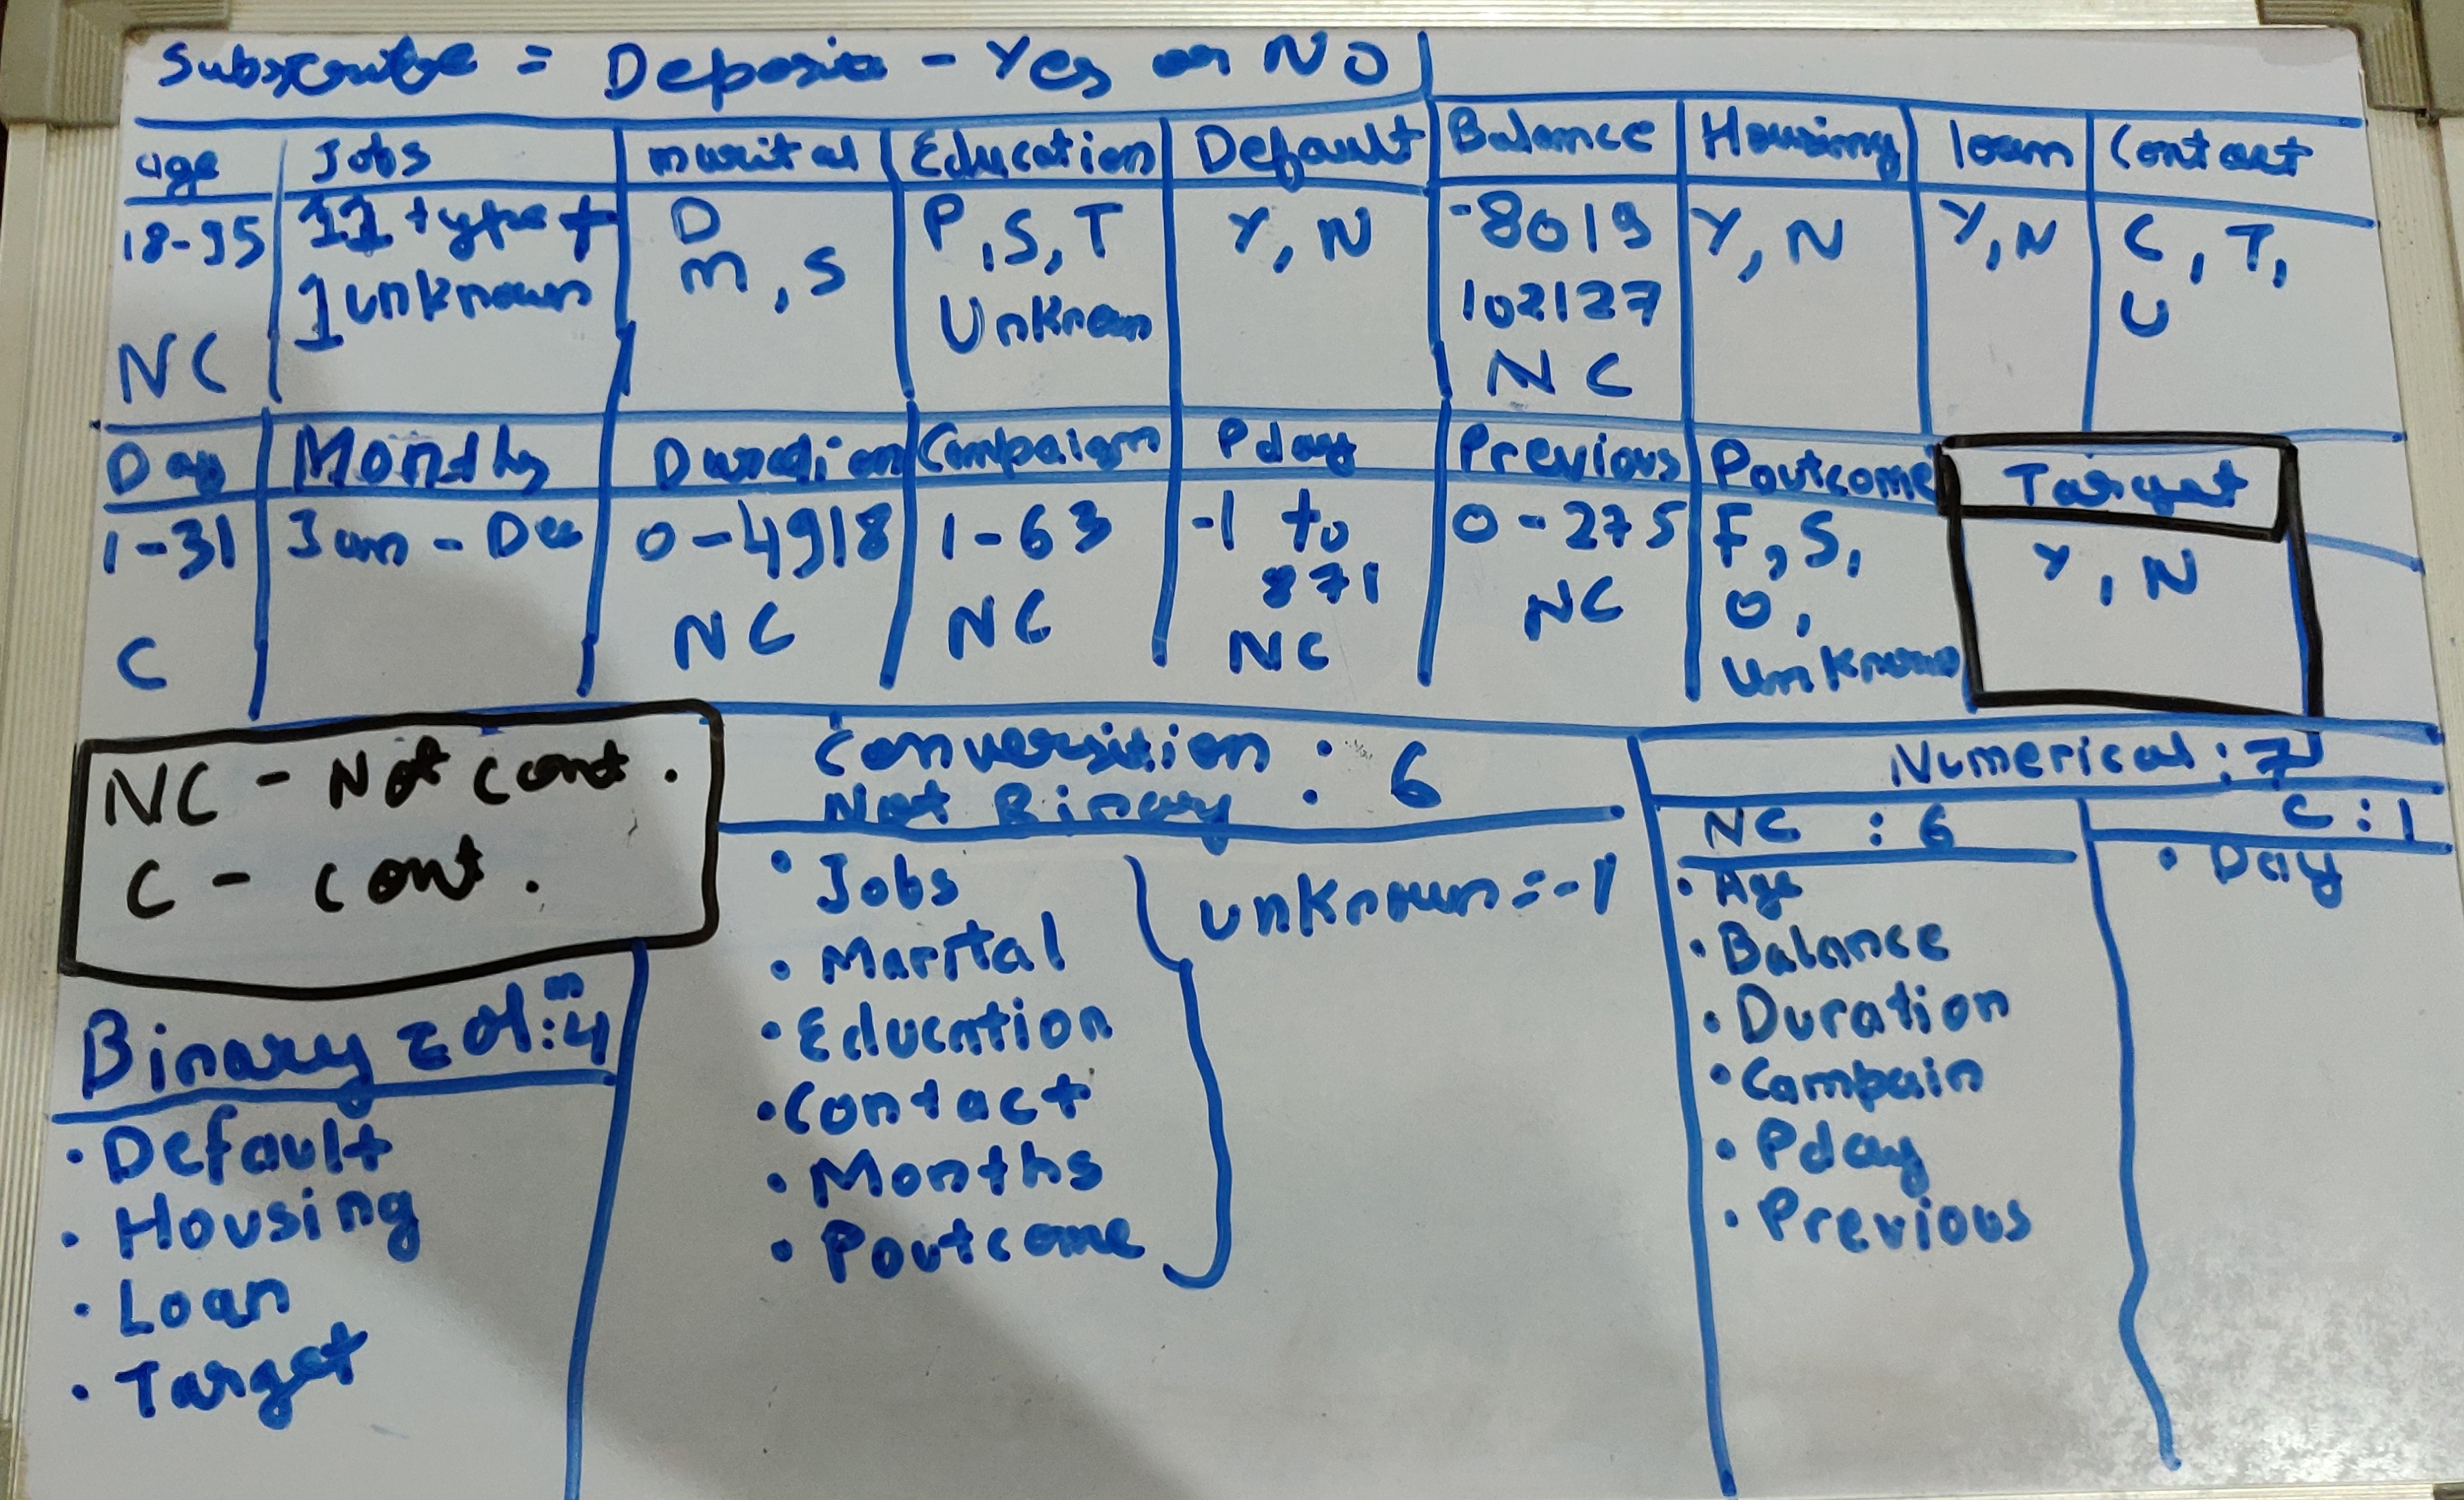 Subscribe = Deposit - Yes or NO
age Jobs marital Education Default Balance Housing loan Contact
18-95 11 type + D P Y, N -8019 Y, N Y, N C, T,
1 unknown m, s ,S,T 102127 U
Unknown
NC NC
Day Months Duration Campaign Pday Previous Poutcome Target
1-31 Jan - Dec 0-4918 1-63 -1 to 0-275 F, S, Y, N
871 O,
C NC NC NC NC Unknown
NC - Not cont.
C - cont.
Binary : 4
• Default
• Housing
• Loan
• Target
Conversition :
Not Binary : 6
• Jobs
• Marital
• Education
• Contact
• Months
• Poutcome
unknown = -1
Numerical : 7
NC : 6
• Age
• Balance
• Duration
• Campain
• Pday
• Previous
C : 1
• Day